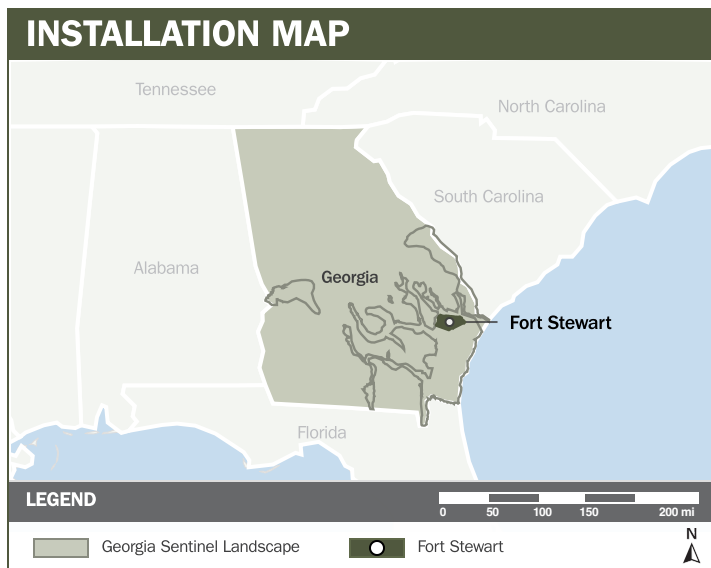 INSTALLATION MAP
Tennessee
North Carolina
South Carolina
Alabama
Georgia
Fort Stewart
Florida
LEGEND
0 50 100 150 200 mi
Georgia Sentinel Landscape
Fort Stewart
N